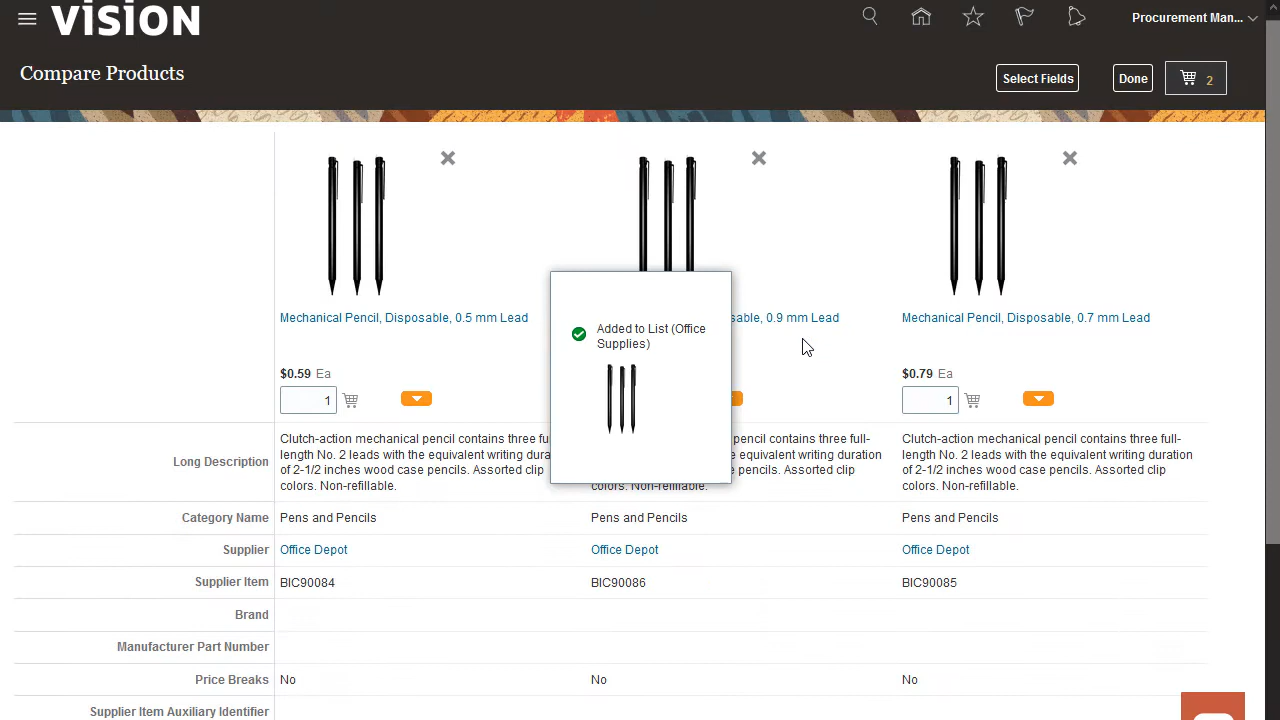 VISION
Procurement Man...
Compare Products
Select Fields
Done
2
Mechanical Pencil, Disposable, 0.5 mm Lead
sable, 0.9 mm Lead
Mechanical Pencil, Disposable, 0.7 mm Lead
Added to List (Office
Supplies)
$0.59 Ea
$0.79 Ea
1
1
Long Description
Clutch-action mechanical pencil contains three fu
length No. 2 leads with the equivalent writing dura
of 2-1/2 inches wood case pencils. Assorted clip
colors. Non-refillable.
pencil contains three full-
e equivalent writing duration
e pencils. Assorted clip
colors. Non-refillable.
Clutch-action mechanical pencil contains three full-
length No. 2 leads with the equivalent writing duration
of 2-1/2 inches wood case pencils. Assorted clip
colors. Non-refillable.
Category Name
Pens and Pencils
Pens and Pencils
Pens and Pencils
Supplier
Office Depot
Office Depot
Office Depot
Supplier Item
BIC90084
BIC90086
BIC90085
Brand
Manufacturer Part Number
Price Breaks
No
No
No
Supplier Item Auxiliary Identifier